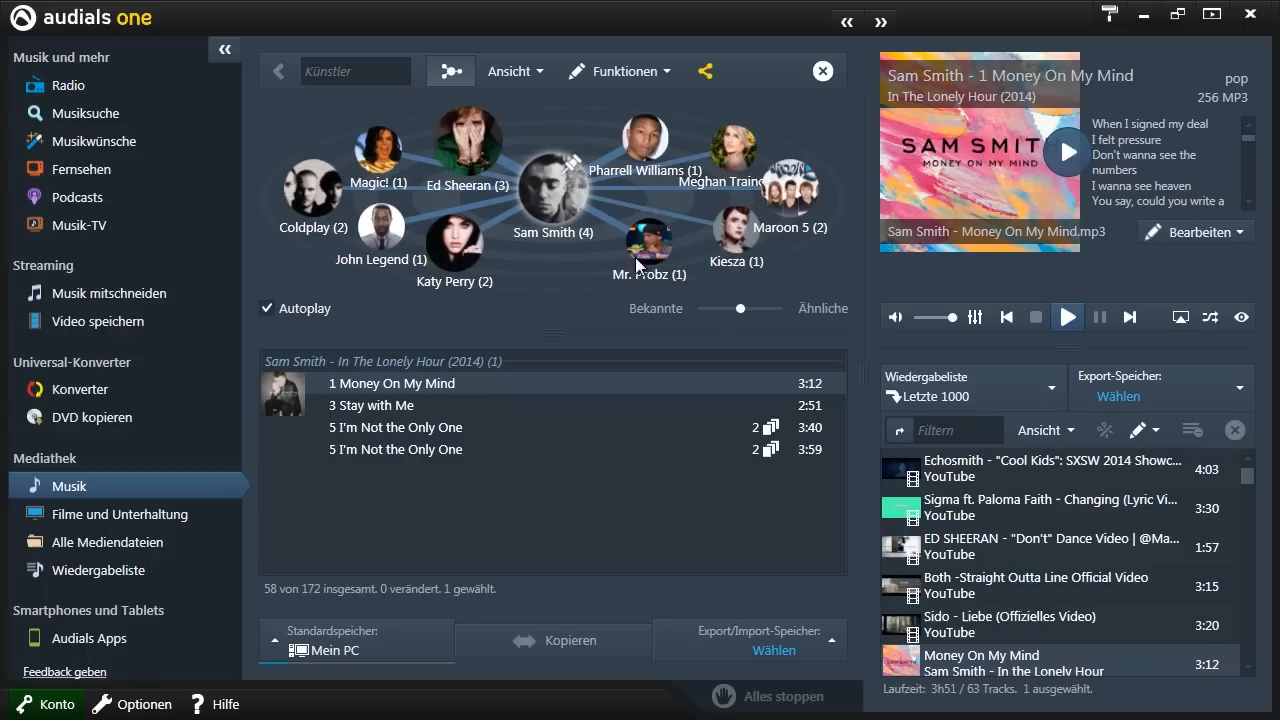 audials one
Musik und mehr
Radio
Musiksuche
Musikwünsche
Fernsehen
Podcasts
Musik-TV
Streaming
Musik mitschneiden
Video speichern
Universal-Konverter
Konverter
DVD kopieren
Mediathek
Musik
Filme und Unterhaltung
Alle Mediendateien
Wiedergabeliste
Smartphones und Tablets
Audials Apps
Feedback geben
Konto
Optionen
Hilfe
Künstler
Ansicht
Funktionen
Magic! (1)
Ed Sheeran (3)
Pharrell Williams (1)
Meghan Traino
Coldplay (2)
Sam Smith (4)
Maroon 5 (2)
John Legend (1)
Kiesza (1)
Katy Perry (2)
Mr. Probz (1)
Autoplay
Bekannte
Ähnliche
Sam Smith - In The Lonely Hour (2014) (1)
1 Money On My Mind 3:12
3 Stay with Me 2:51
5 I'm Not the Only One 2 3:40
5 I'm Not the Only One 2 3:59
58 von 172 insgesamt. 0 verändert. 1 gewählt.
Standardspeicher:
Mein PC
Kopieren
Export/Import-Speicher:
Wählen
Alles stoppen
Sam Smith - 1 Money On My Mind
In The Lonely Hour (2014)
pop
256 MP3
SAM SMITH
MONEY ON MY MIND
When I signed my deal
I felt pressure
Don't wanna see the
numbers
I wanna see heaven
You say, could you write a
Sam Smith - Money On My Mind.mp3
Bearbeiten
Wiedergabeliste
Letzte 1000
Export-Speicher:
Wählen
Filtern
Ansicht
Echosmith - "Cool Kids": SXSW 2014 Showc...
YouTube
4:03
Sigma ft. Paloma Faith - Changing (Lyric Vi...
YouTube
3:30
ED SHEERAN - "Don't" Dance Video | @Ma...
YouTube
1:57
Both -Straight Outta Line Official Video
YouTube
3:15
Sido - Liebe (Offizielles Video)
YouTube
3:20
Money On My Mind
Sam Smith - In the Lonely Hour
3:12
Laufzeit: 3h51 / 63 Tracks. 1 ausgewählt.